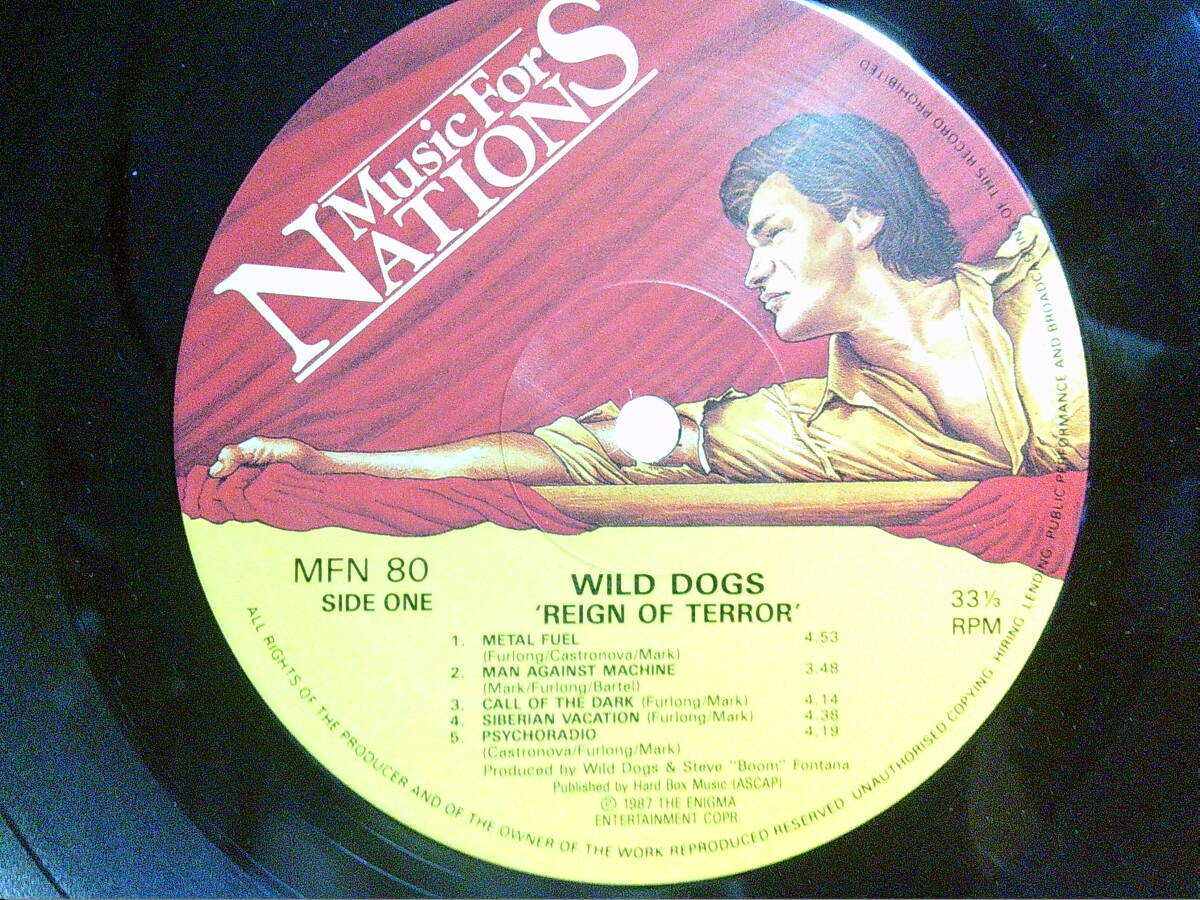 Music For
NATIONS
MFN 80
SIDE ONE
WILD DOGS
'REIGN OF TERROR'
33⅓
RPM
1. METAL FUEL 4.53
(Furlong/Castronova/Mark)
2. MAN AGAINST MACHINE 3.48
(Mark/Furlong/Bartel)
3. CALL OF THE DARK (Furlong/Mark) 4.14
4. SIBERIAN VACATION (Furlong/Mark) 4.38
5. PSYCHORADIO 4.19
(Castronova/Furlong/Mark)
Produced by Wild Dogs & Steve "Boom" Fontana
Published by Hard Box Music (ASCAP)
℗ 1987 THE ENIGMA
ENTERTAINMENT COPR.
ALL RIGHTS OF THE PRODUCER AND OF THE OWNER OF THE WORK REPRODUCED RESERVED UNAUTHORISED COPYING, HIRING, LENDING, PUBLIC PERFORMANCE AND BROADCASTING OF THIS RECORD PROHIBITED